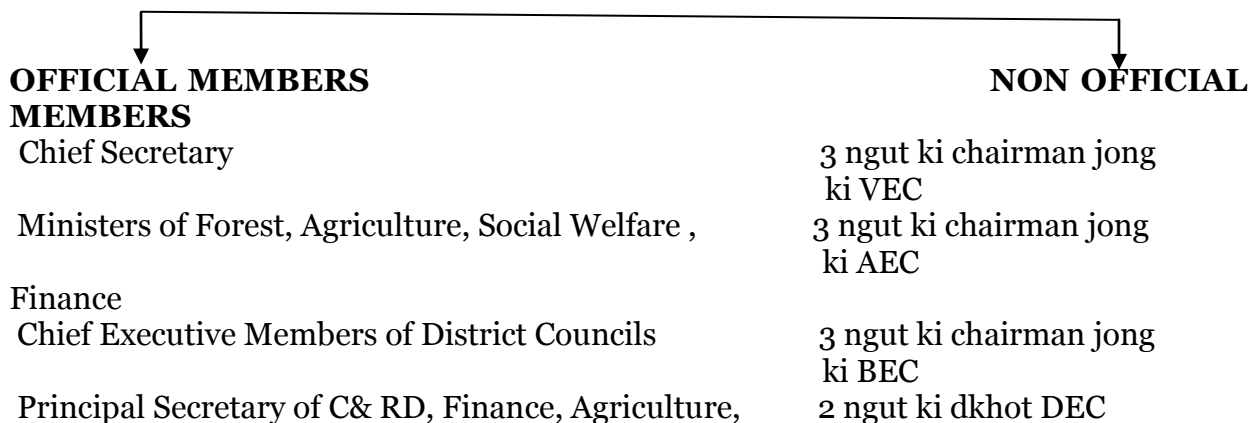 OFFICIAL MEMBERS NON OFFICIAL
MEMBERS
Chief Secretary 3 ngut ki chairman jong
ki VEC
Ministers of Forest, Agriculture, Social Welfare , 3 ngut ki chairman jong
ki AEC
Finance
Chief Executive Members of District Councils 3 ngut ki chairman jong
ki BEC
Principal Secretary of C& RD, Finance, Agriculture, 2 ngut ki dkhot DEC